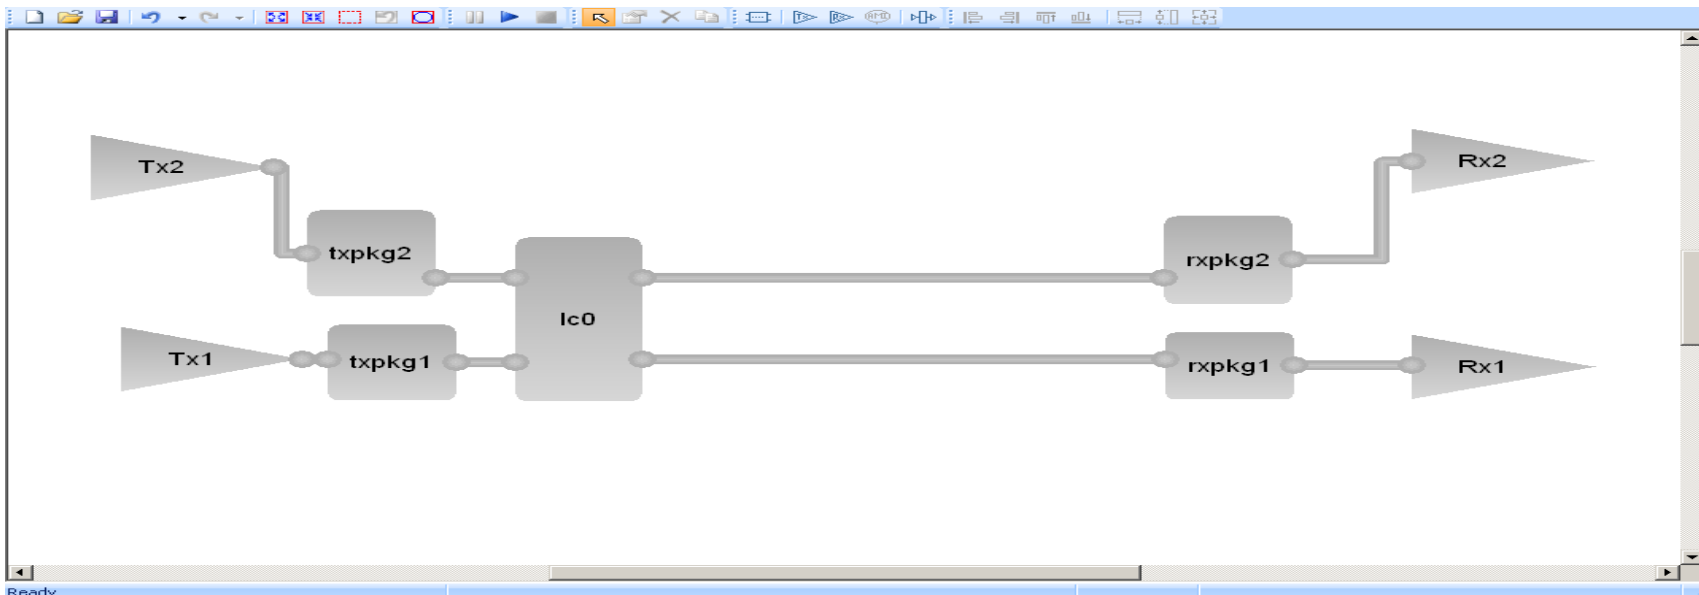 Tx2
Rx2
txpkg2
rxpkg2
Ic0
Tx1
txpkg1
rxpkg1
Rx1
Ready